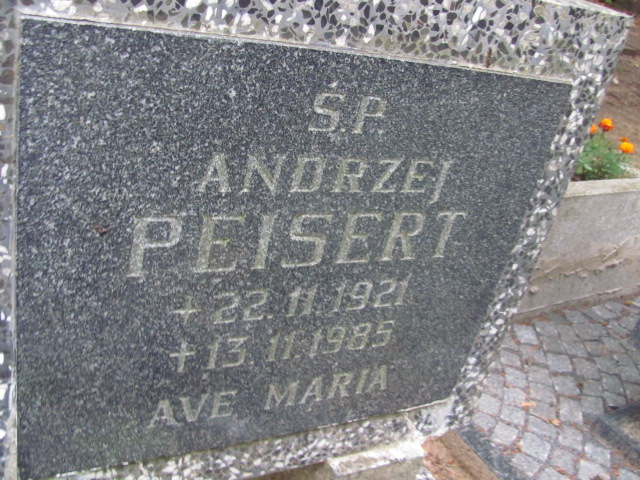 Ś.P.
ANDRZEJ
PEISERT
+ 22.11.1921
+ 13.11.1985
AVE MARIA